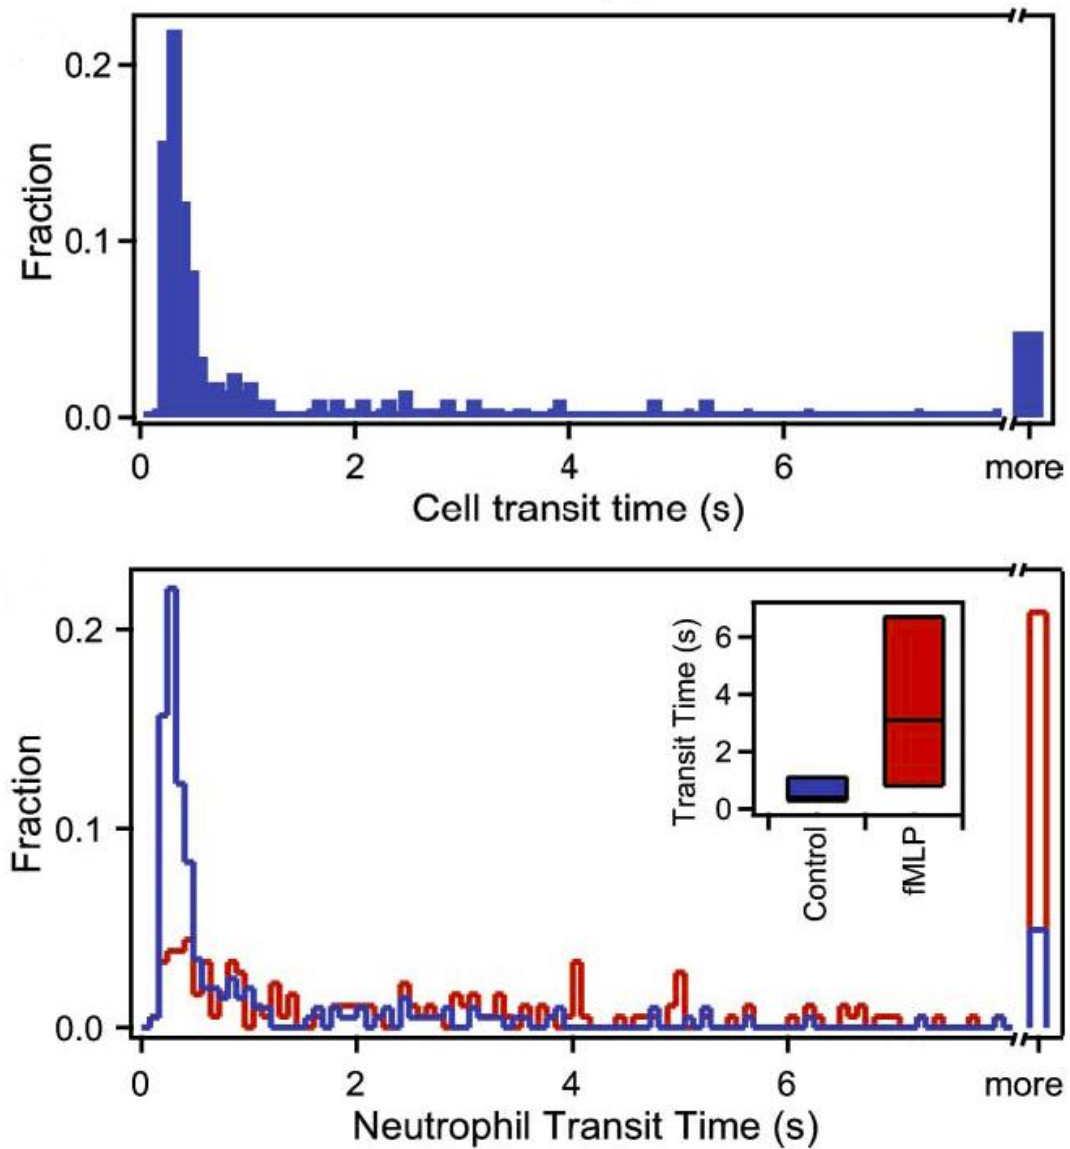 0.2
0.1
0.0
Fraction
0 2 4 6 more
Cell transit time (s)
0.2
0.1
0.0
Fraction
6
4
2
0
Transit Time (s)
Control
fMLP
0 2 4 6 more
Neutrophil Transit Time (s)